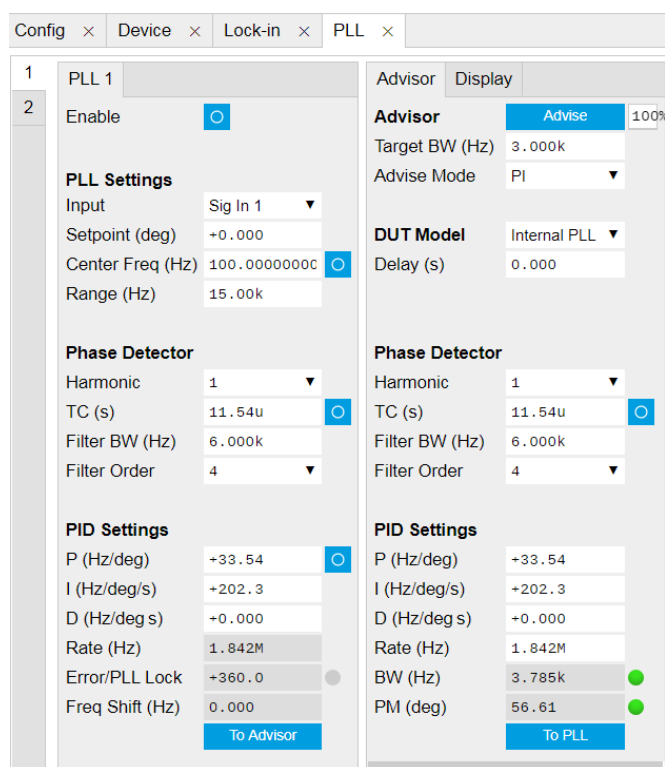 Config × Device × Lock-in × PLL ×
1
2
PLL 1
Enable
PLL Settings
Input Sig In 1 ▼
Setpoint (deg) +0.000
Center Freq (Hz) 100.00000000
Range (Hz) 15.00k
Phase Detector
Harmonic 1 ▼
TC (s) 11.54u
Filter BW (Hz) 6.000k
Filter Order 4 ▼
PID Settings
P (Hz/deg) +33.54
I (Hz/deg/s) +202.3
D (Hz/deg s) +0.000
Rate (Hz) 1.842M
Error/PLL Lock +360.0
Freq Shift (Hz) 0.000
To Advisor
Advisor Display
Advisor Advise 100%
Target BW (Hz) 3.000k
Advise Mode PI ▼
DUT Model Internal PLL ▼
Delay (s) 0.000
Phase Detector
Harmonic 1 ▼
TC (s) 11.54u
Filter BW (Hz) 6.000k
Filter Order 4 ▼
PID Settings
P (Hz/deg) +33.54
I (Hz/deg/s) +202.3
D (Hz/deg s) +0.000
Rate (Hz) 1.842M
BW (Hz) 3.785k
PM (deg) 56.61
To PLL